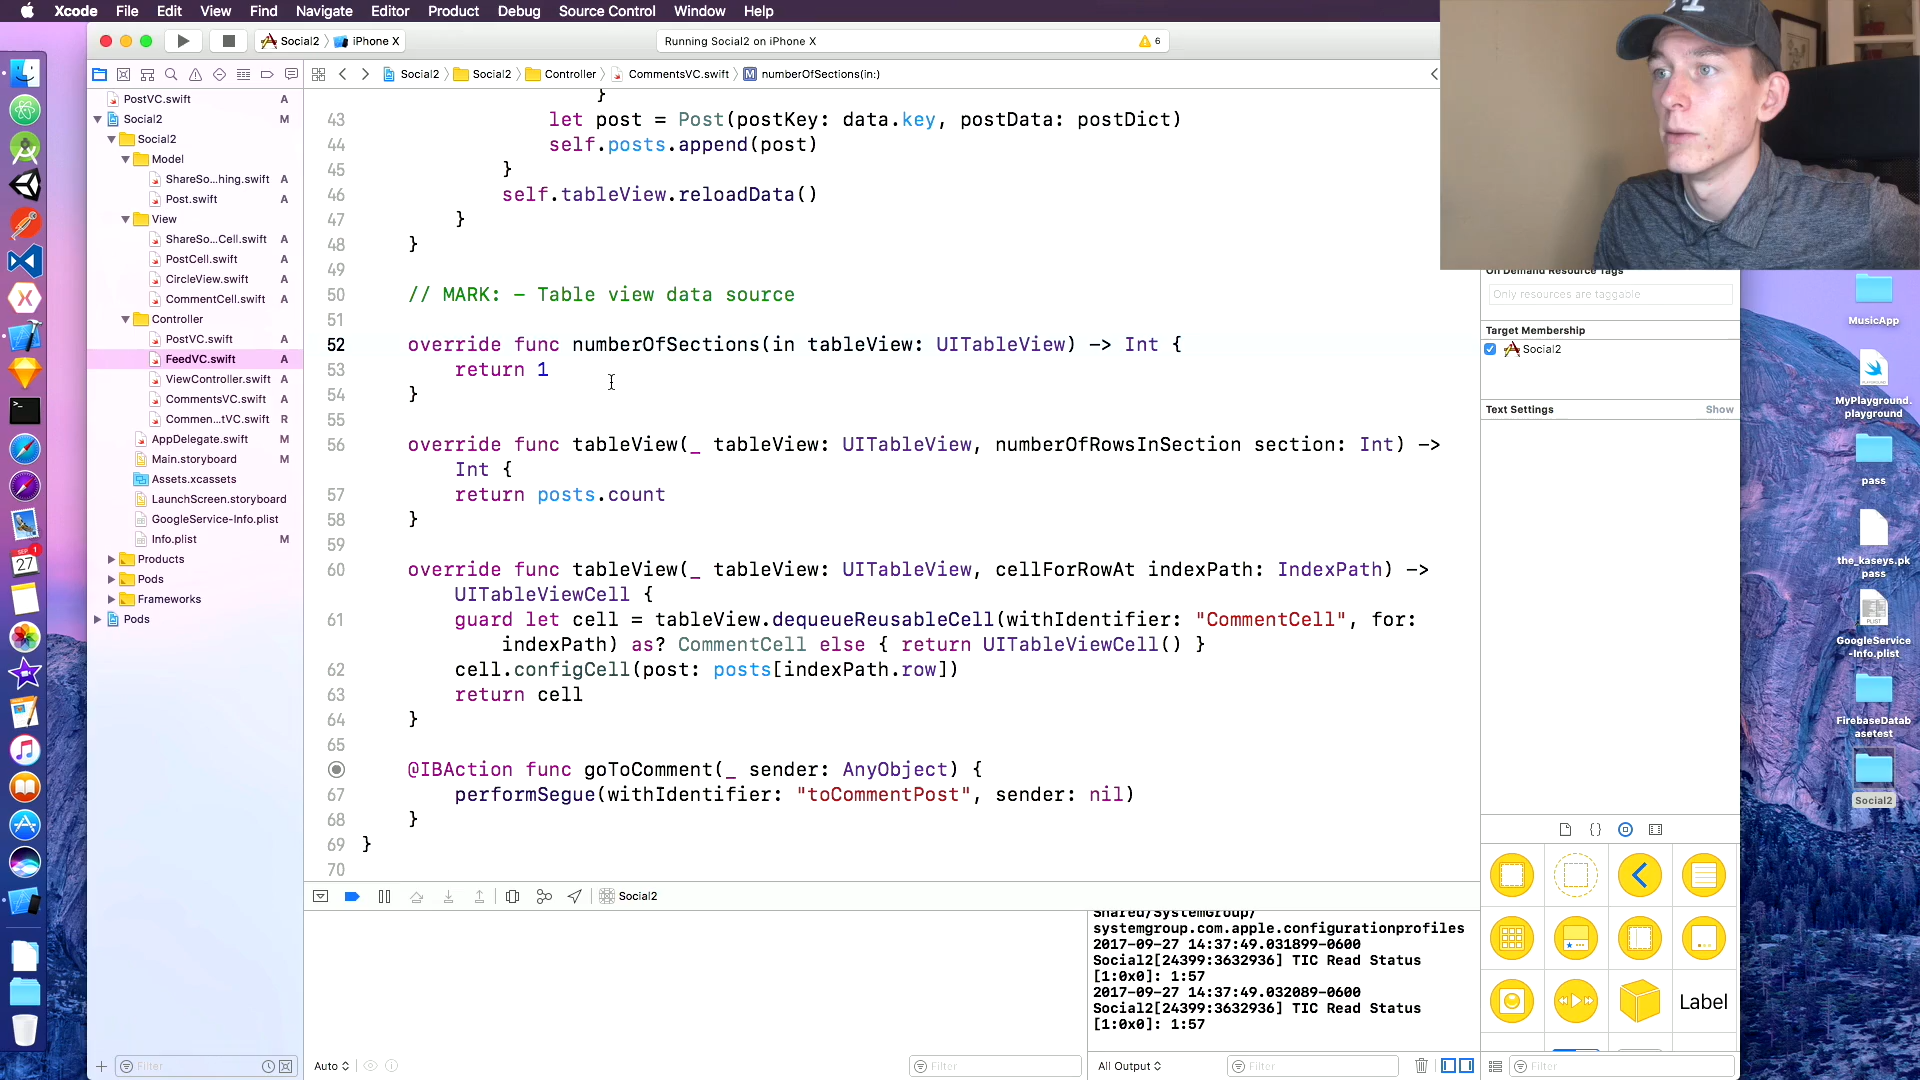 Xcode File Edit View Find Navigate Editor Product Debug Source Control Window Help
Social2 iPhone X
Running Social2 on iPhone X
6
Social2 Social2 Controller CommentsVC.swift M numberOfSections(in:)
PostVC.swift A
Social2 M
Social2
Model
ShareSo...hing.swift A
Post.swift A
View
ShareSo...Cell.swift A
PostCell.swift A
CircleView.swift A
CommentCell.swift A
Controller
PostVC.swift A
FeedVC.swift A
ViewController.swift A
CommentsVC.swift A
Commen...tVC.swift R
AppDelegate.swift M
Main.storyboard M
Assets.xcassets
LaunchScreen.storyboard
GoogleService-Info.plist
Info.plist M
Products
Pods
Frameworks
Pods
Filter
}
43 let post = Post(postKey: data.key, postData: postDict)
44 self.posts.append(post)
45 }
46 self.tableView.reloadData()
47 }
48 }
49
50 // MARK: - Table view data source
51
52 override func numberOfSections(in tableView: UITableView) -> Int {
53 return 1
54 }
55
56 override func tableView(_ tableView: UITableView, numberOfRowsInSection section: Int) ->
Int {
57 return posts.count
58 }
59
60 override func tableView(_ tableView: UITableView, cellForRowAt indexPath: IndexPath) ->
UITableViewCell {
61 guard let cell = tableView.dequeueReusableCell(withIdentifier: "CommentCell", for:
indexPath) as? CommentCell else { return UITableViewCell() }
62 cell.configCell(post: posts[indexPath.row])
63 return cell
64 }
65
@IBAction func goToComment(_ sender: AnyObject) {
67 performSegue(withIdentifier: "toCommentPost", sender: nil)
68 }
69 }
70
Social2
Auto
Filter
Shared/SystemGroup/
systemgroup.com.apple.configurationprofiles
2017-09-27 14:37:49.031899-0600
Social2[24399:3632936] TIC Read Status
[1:0x0]: 1:57
2017-09-27 14:37:49.032089-0600
Social2[24399:3632936] TIC Read Status
[1:0x0]: 1:57
All Output
Filter
On Demand Resource Tags
Only resources are taggable
Target Membership
Social2
Text Settings Show
Label
Filter
MusicApp
MyPlayground.
playground
pass
the_kaseys.pk
pass
PLIST
GoogleService
-Info.plist
FirebaseDatab
asetest
Social2
SEP 1
27